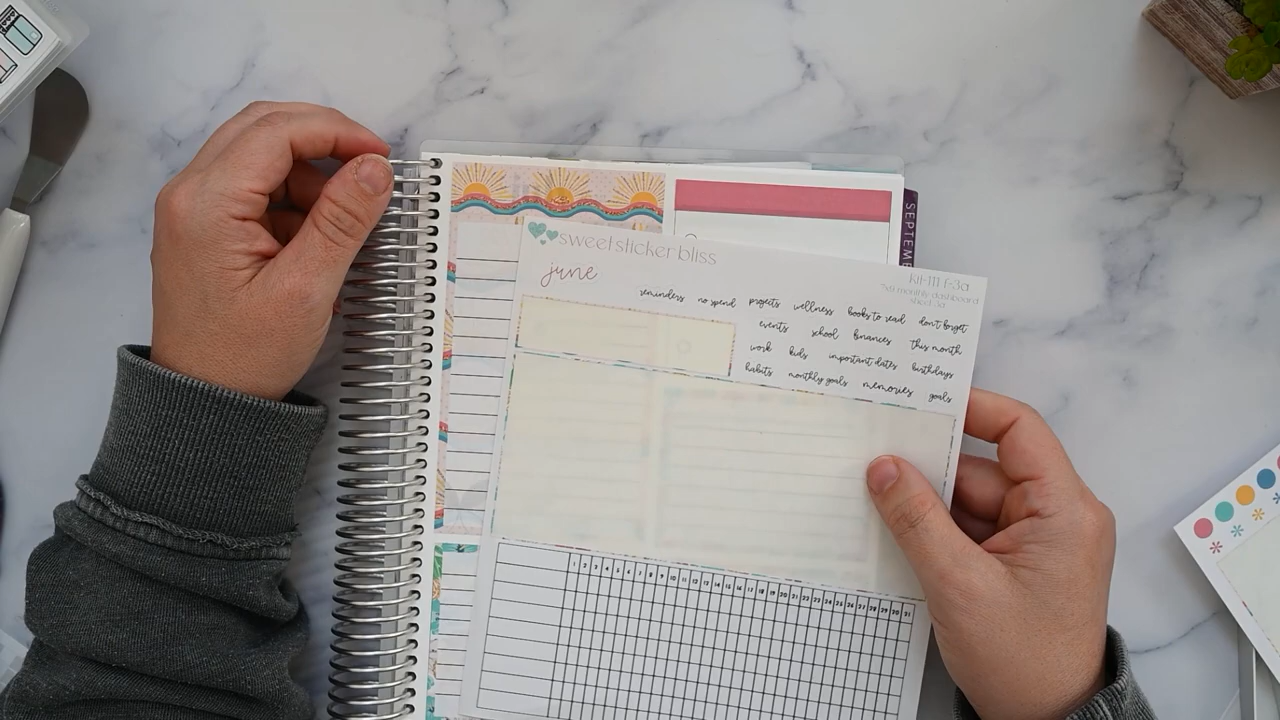 SEPTEME
sweet sticker bliss
june
kit-111 f-3a
7x9 monthly dashboard
sheet 3a
reminders no spend projects wellness books to read don't forget
events school finances this month
work kids important dates birthdays
habits monthly goals memories goals
1 2 3 4 5 6 7 8 9 10 11 12 13 14 15 16 17 18 19 20 21 22 23 24 25 26 27 28 29 30 31